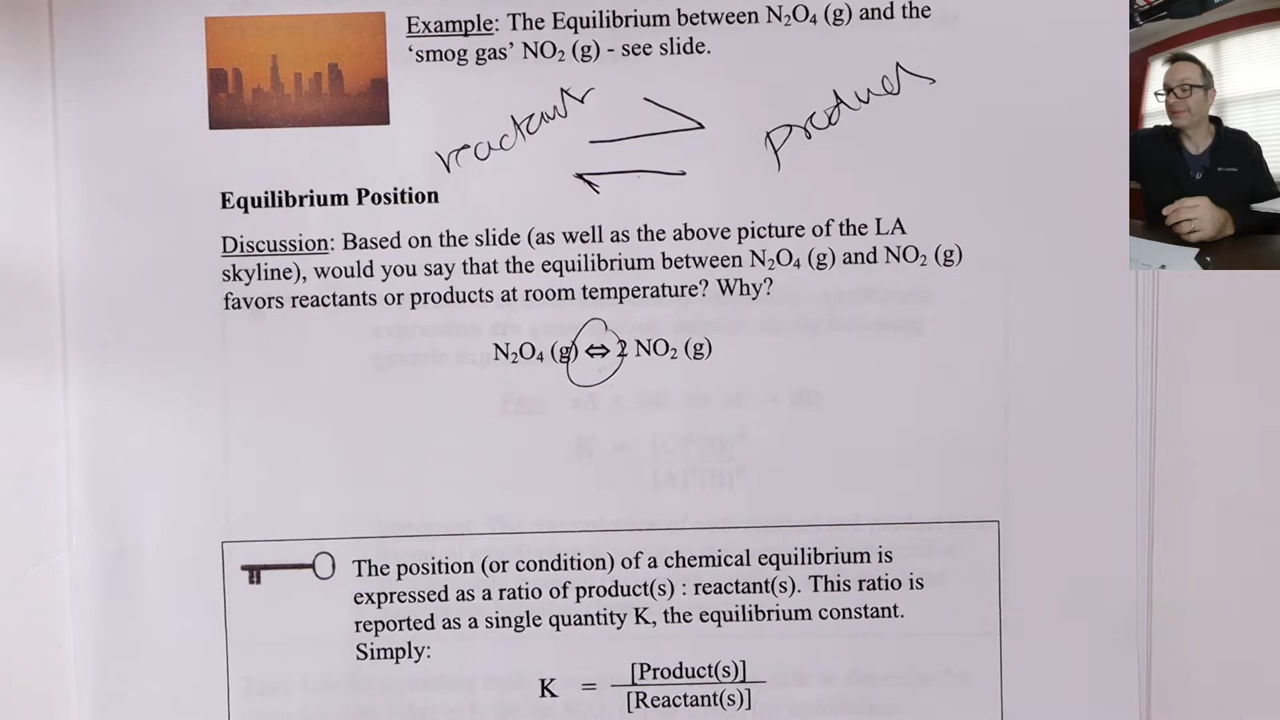 Example: The Equilibrium between N₂O₄ (g) and the
‘smog gas’ NO₂ (g) - see slide.
reactant
product
Equilibrium Position
Discussion: Based on the slide (as well as the above picture of the LA
skyline), would you say that the equilibrium between N₂O₄ (g) and NO₂ (g)
favors reactants or products at room temperature? Why?
N₂O₄ (g) ⇔ 2 NO₂ (g)
The position (or condition) of a chemical equilibrium is
expressed as a ratio of product(s) : reactant(s). This ratio is
reported as a single quantity K, the equilibrium constant.
Simply:
K = [Product(s)]
[Reactant(s)]